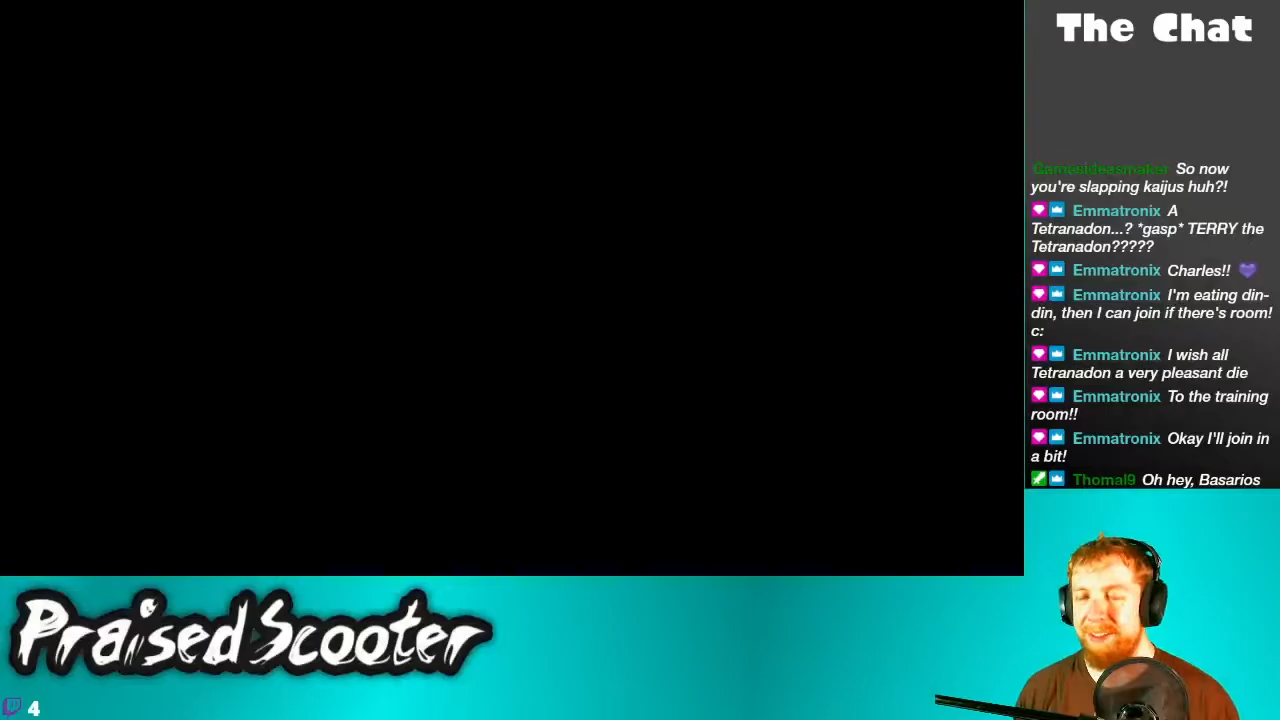 The Chat
Gamesideasmaker So now
you're slapping kaijus huh?!
Emmatronix A
Tetranadon...? *gasp* TERRY the
Tetranadon?????
Emmatronix Charles!!
Emmatronix I'm eating din-
din, then I can join if there's room!
c:
Emmatronix I wish all
Tetranadon a very pleasant die
Emmatronix To the training
room!!
Emmatronix Okay I'll join in
a bit!
Thomal9 Oh hey, Basarios
PraisedScooter
4